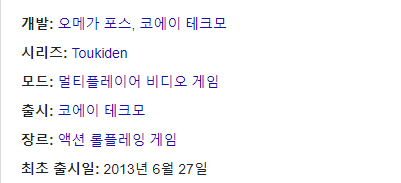 개발: 오메가 포스, 코에이 테크모
시리즈: Toukiden
모드: 멀티플레이어 비디오 게임
출시: 코에이 테크모
장르: 액션 롤플레잉 게임
최초 출시일: 2013년 6월 27일